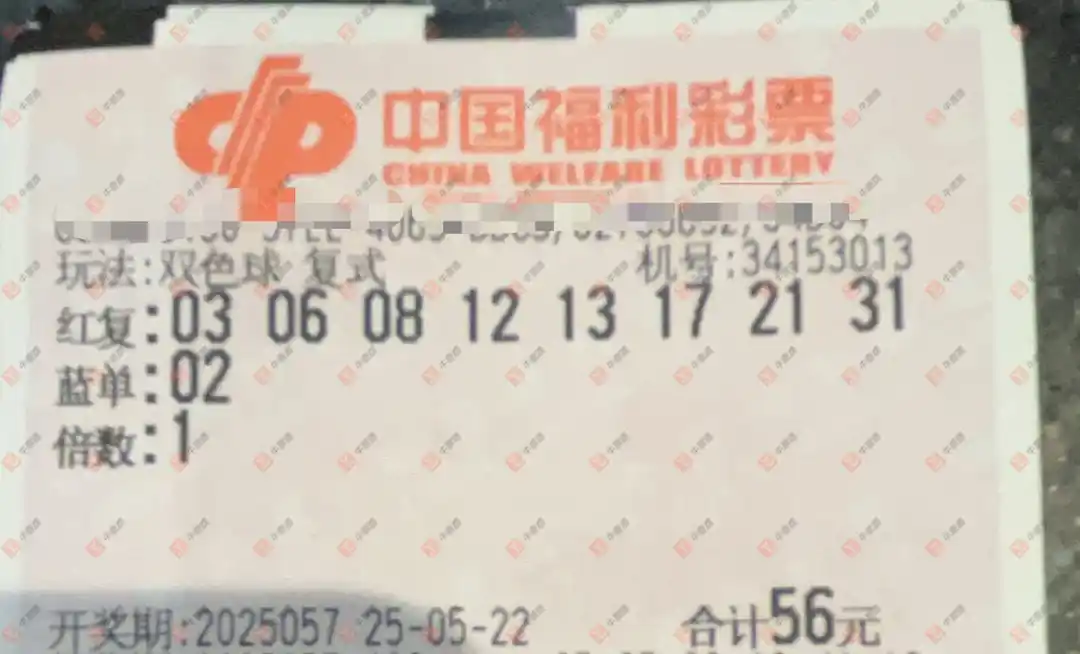 中国福利彩票
CHINA WELFARE LOTTERY
玩法:双色球 复式 机号:34153013
红复:03 06 08 12 13 17 21 31
蓝单:02
倍数:1
开奖期:2025057 25-05-22 合计56元